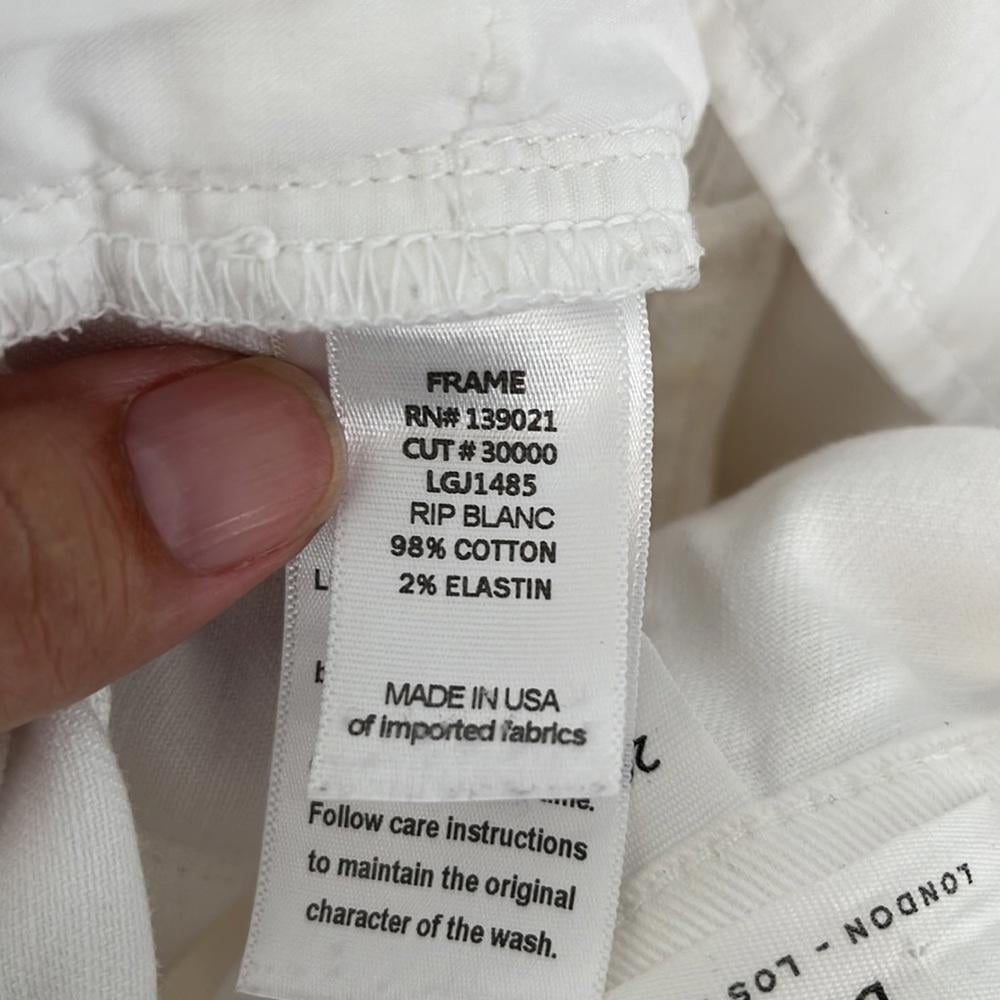 FRAME
RN# 139021
CUT # 30000
LGJ1485
RIP BLANC
98% COTTON
2% ELASTIN
MADE IN USA
of imported fabrics
Follow care instructions
to maintain the original
character of the wash.
LONDON - LOS